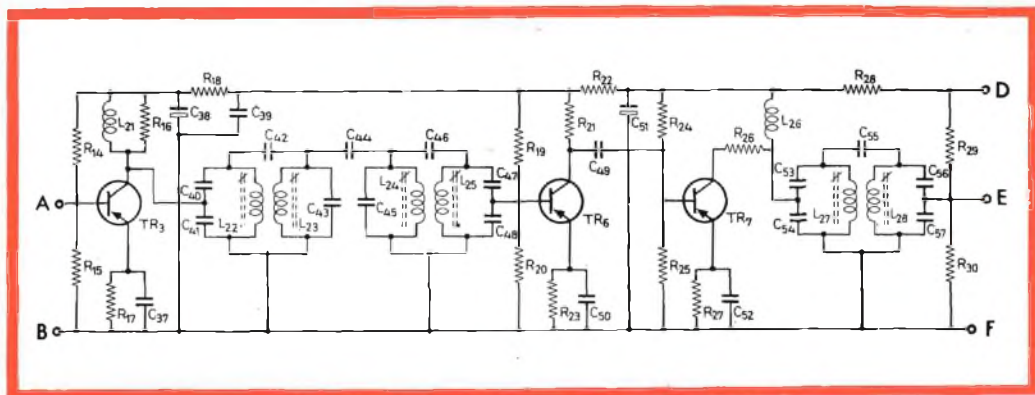 R22
R28
D
R18
L21
R16
C38
C39
C51
R14
R21
R24
L26
R26
C55
R29
C42
C44
C46
R19
C49
C47
C53
C56
A
TR3
C40
C41
L22
L23
C43
L24
C45
L25
C48
TR6
TR7
C54
L27
L28
C57
E
R15
R20
R25
R30
R17
C37
R23
C50
R27
C52
B
F